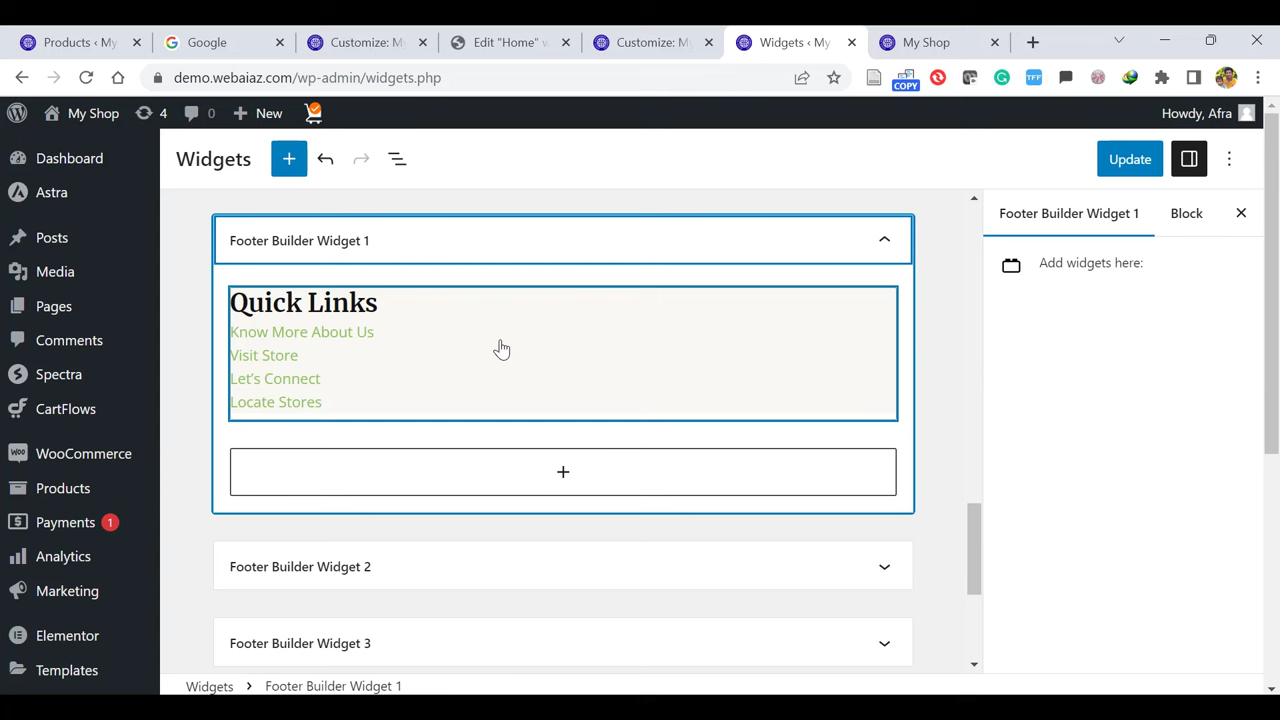 Products ‹ My
Google
Customize: My
Edit "Home" w
Customize: My
Widgets ‹ My
My Shop
demo.webaiaz.com/wp-admin/widgets.php
COPY
TFF
My Shop
4
0
New
Howdy, Afra
Dashboard
Astra
Posts
Media
Pages
Comments
Spectra
CartFlows
WooCommerce
Products
Payments 1
Analytics
Marketing
Elementor
Templates
Widgets
Update
Footer Builder Widget 1
Quick Links
Know More About Us
Visit Store
Let's Connect
Locate Stores
Footer Builder Widget 2
Footer Builder Widget 3
Footer Builder Widget 1
Block
Add widgets here:
Widgets › Footer Builder Widget 1